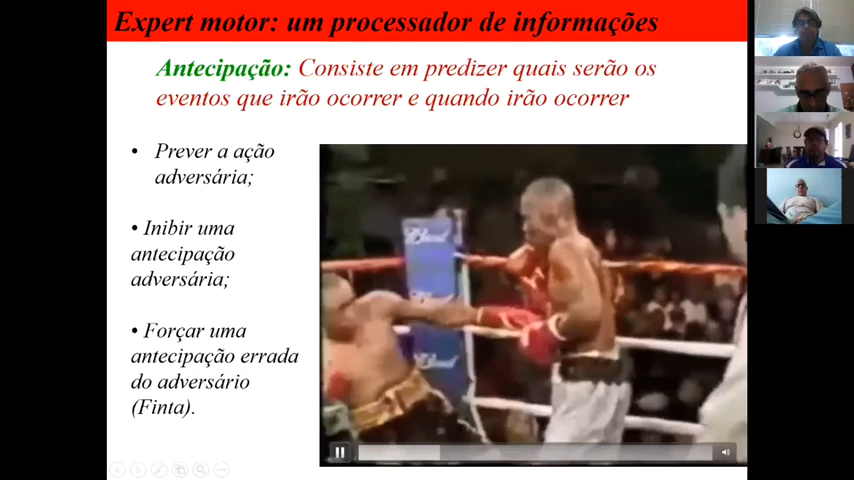 Expert motor: um processador de informações
Antecipação: Consiste em predizer quais serão os
eventos que irão ocorrer e quando irão ocorrer
• Prever a ação
adversária;
• Inibir uma
antecipação
adversária;
• Forçar uma
antecipação errada
do adversário
(Finta).